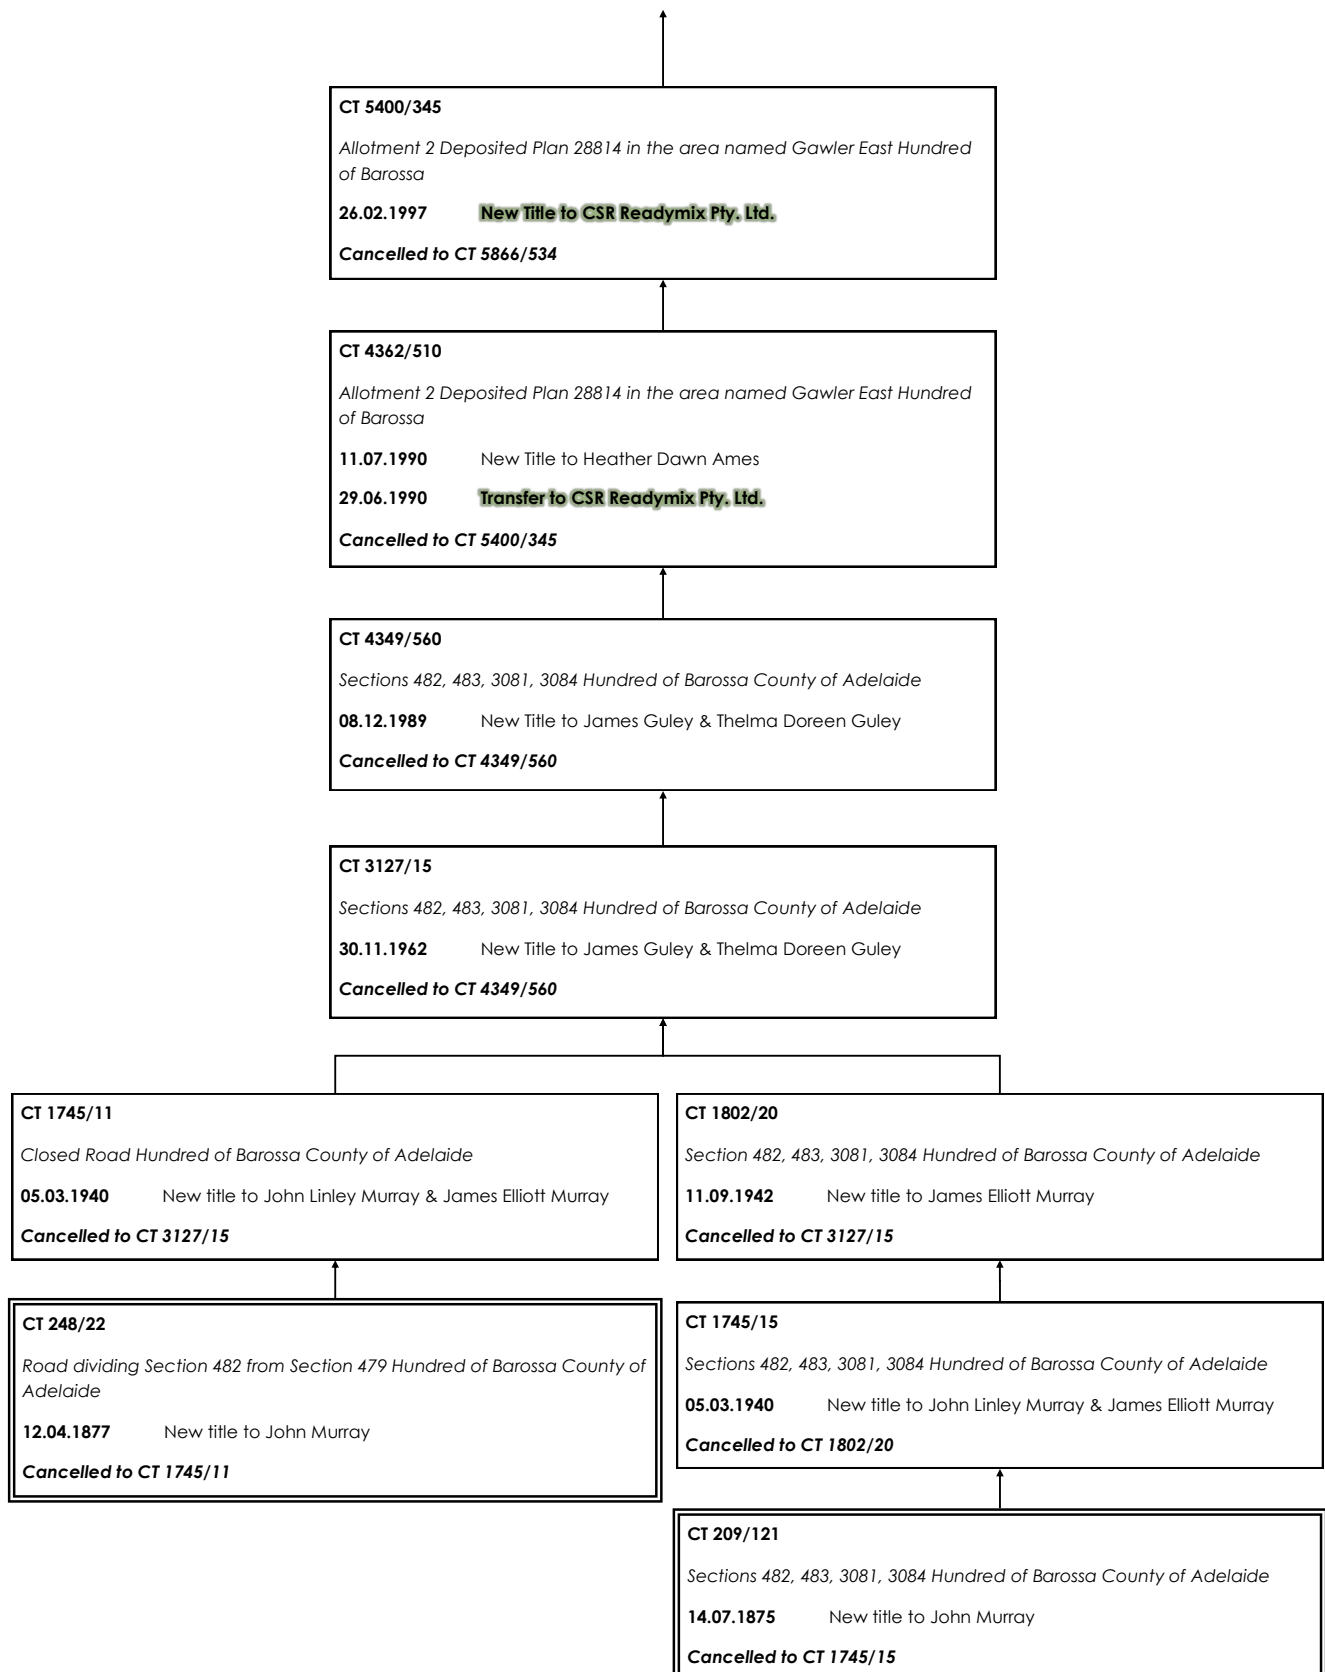 CT 5400/345
Allotment 2 Deposited Plan 28814 in the area named Gawler East Hundred
of Barossa
26.02.1997 New Title to CSR Readymix Pty. Ltd.
Cancelled to CT 5866/534
CT 4362/510
Allotment 2 Deposited Plan 28814 in the area named Gawler East Hundred
of Barossa
11.07.1990 New Title to Heather Dawn Ames
29.06.1990 Transfer to CSR Readymix Pty. Ltd.
Cancelled to CT 5400/345
CT 4349/560
Sections 482, 483, 3081, 3084 Hundred of Barossa County of Adelaide
08.12.1989 New Title to James Guley & Thelma Doreen Guley
Cancelled to CT 4349/560
CT 3127/15
Sections 482, 483, 3081, 3084 Hundred of Barossa County of Adelaide
30.11.1962 New Title to James Guley & Thelma Doreen Guley
Cancelled to CT 4349/560
CT 1745/11
Closed Road Hundred of Barossa County of Adelaide
05.03.1940 New title to John Linley Murray & James Elliott Murray
Cancelled to CT 3127/15
CT 1802/20
Section 482, 483, 3081, 3084 Hundred of Barossa County of Adelaide
11.09.1942 New title to James Elliott Murray
Cancelled to CT 3127/15
CT 248/22
Road dividing Section 482 from Section 479 Hundred of Barossa County of
Adelaide
12.04.1877 New title to John Murray
Cancelled to CT 1745/11
CT 1745/15
Sections 482, 483, 3081, 3084 Hundred of Barossa County of Adelaide
05.03.1940 New title to John Linley Murray & James Elliott Murray
Cancelled to CT 1802/20
CT 209/121
Sections 482, 483, 3081, 3084 Hundred of Barossa County of Adelaide
14.07.1875 New title to John Murray
Cancelled to CT 1745/15